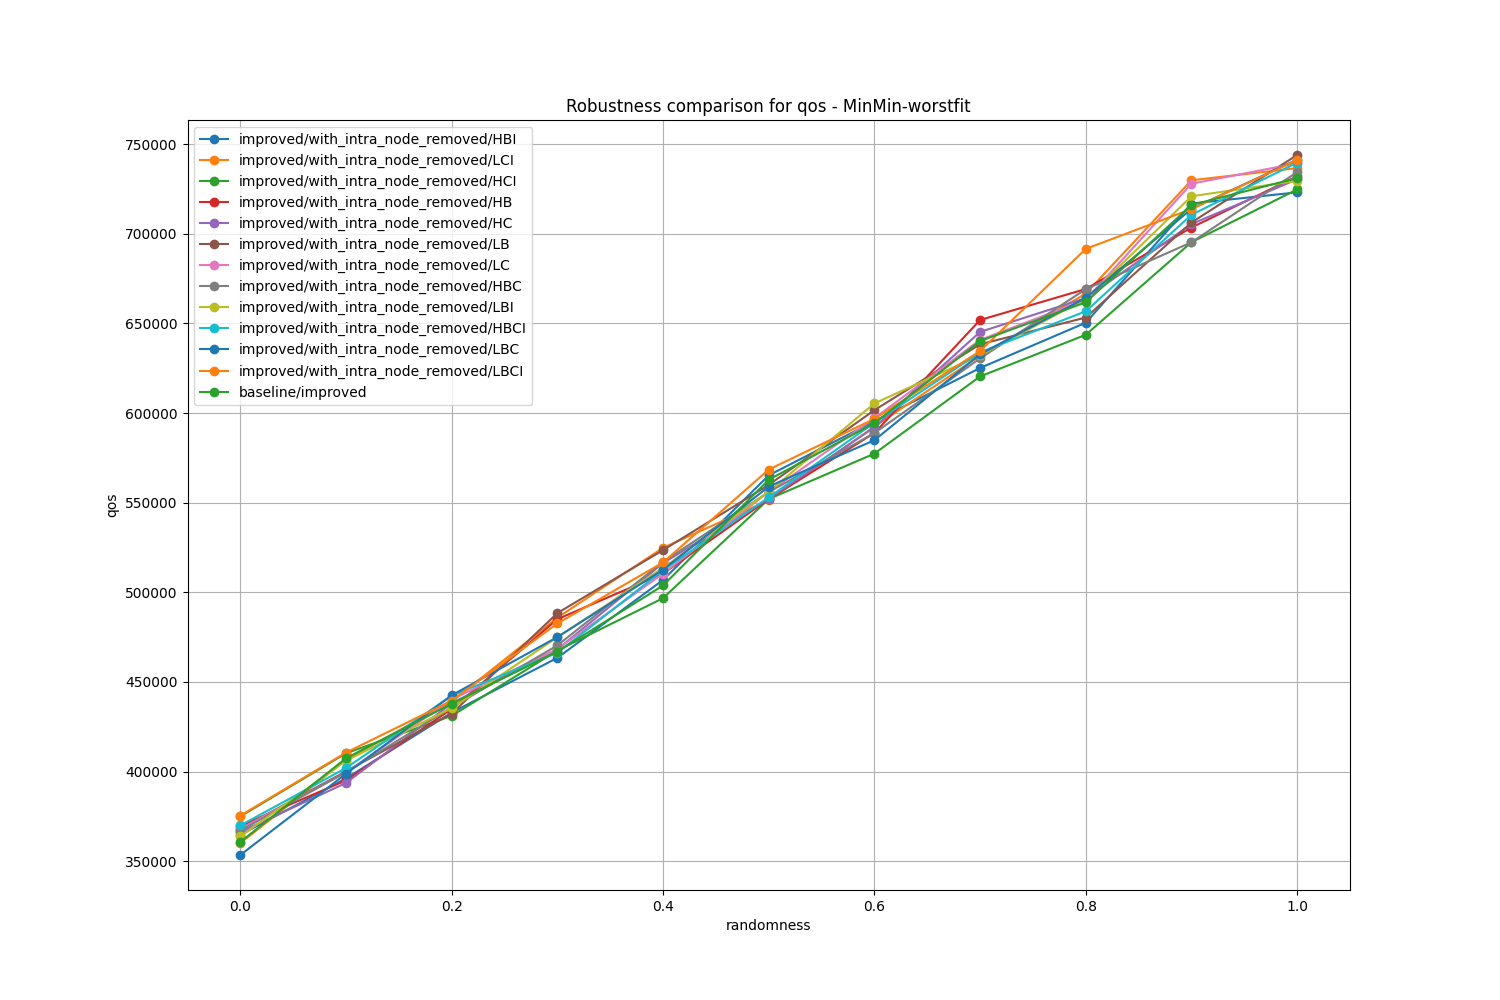 Robustness comparison for qos - MinMin-worstfit
improved/with_intra_node_removed/HBI
improved/with_intra_node_removed/LCI
improved/with_intra_node_removed/HCI
improved/with_intra_node_removed/HB
improved/with_intra_node_removed/HC
improved/with_intra_node_removed/LB
improved/with_intra_node_removed/LC
improved/with_intra_node_removed/HBC
improved/with_intra_node_removed/LBI
improved/with_intra_node_removed/HBCI
improved/with_intra_node_removed/LBC
improved/with_intra_node_removed/LBCI
baseline/improved
750000
700000
650000
600000
550000
500000
450000
400000
350000
qos
0.0 0.2 0.4 0.6 0.8 1.0
randomness